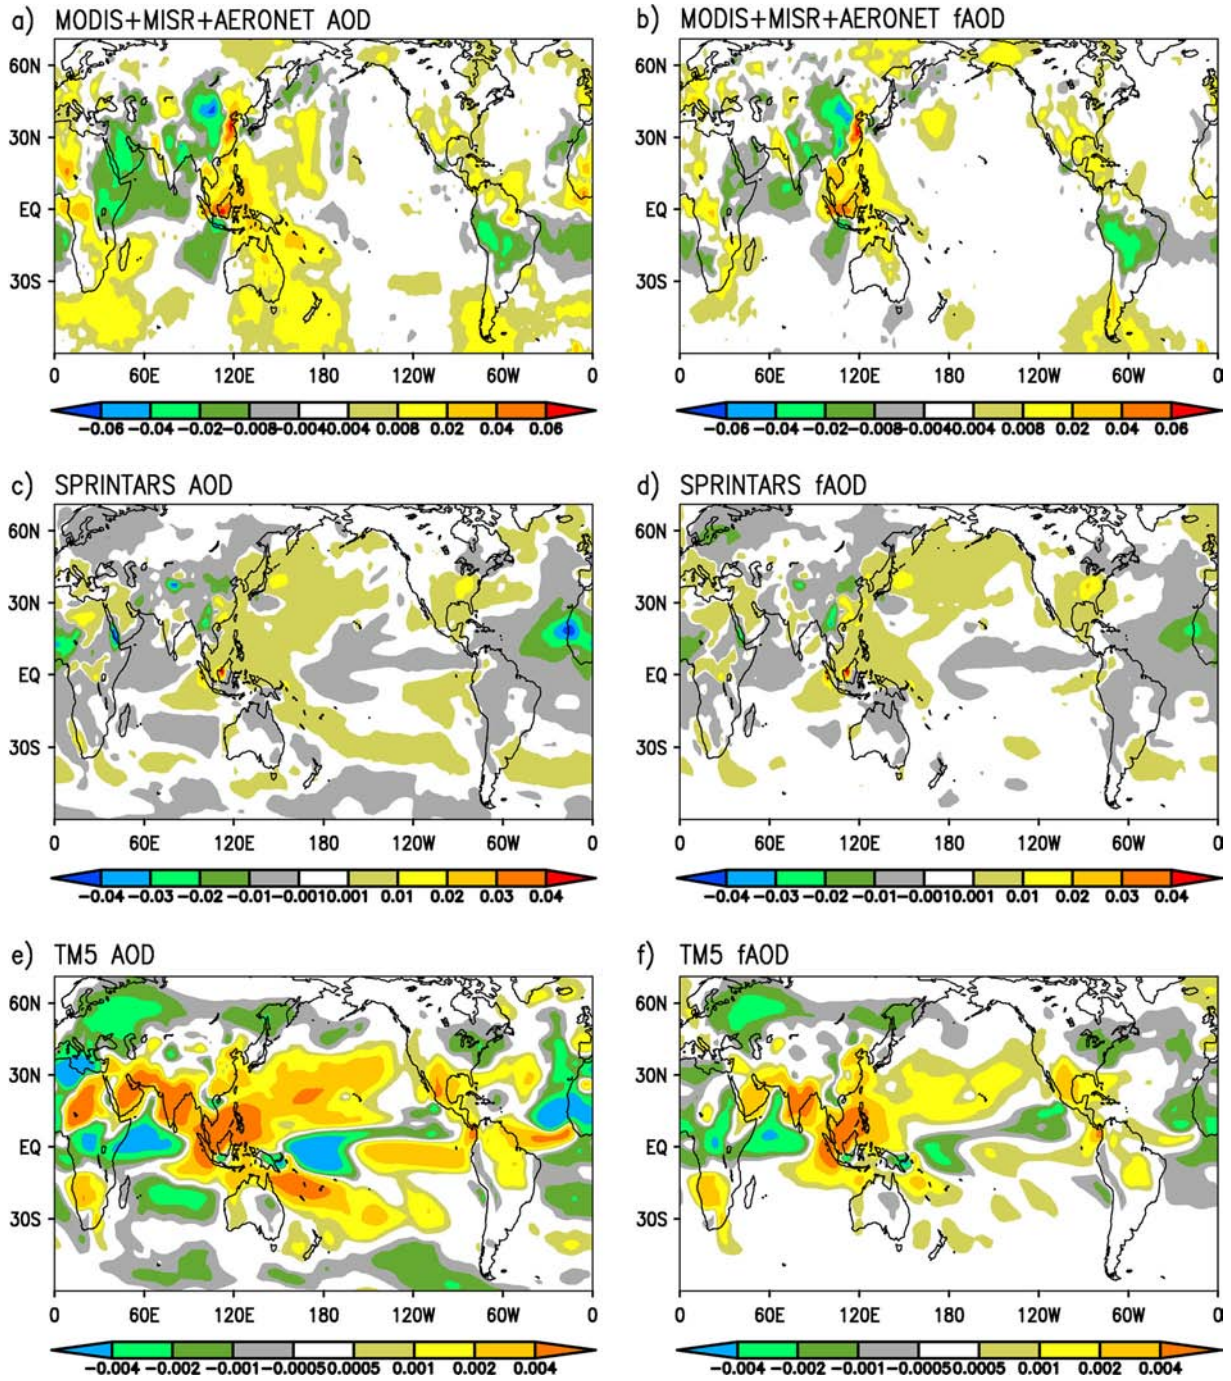 a) MODIS+MISR+AERONET AOD
60N
30N
EQ
30S
0 60E 120E 180 120W 60W 0
−0.06 −0.04 −0.02 −0.008 −0.004 0.004 0.008 0.02 0.04 0.06
b) MODIS+MISR+AERONET fAOD
60N
30N
EQ
30S
0 60E 120E 180 120W 60W 0
−0.06 −0.04 −0.02 −0.008 −0.004 0.004 0.008 0.02 0.04 0.06
c) SPRINTARS AOD
60N
30N
EQ
30S
0 60E 120E 180 120W 60W 0
−0.04 −0.03 −0.02 −0.01 −0.001 0.001 0.01 0.02 0.03 0.04
d) SPRINTARS fAOD
60N
30N
EQ
30S
0 60E 120E 180 120W 60W 0
−0.04 −0.03 −0.02 −0.01 −0.001 0.001 0.01 0.02 0.03 0.04
e) TM5 AOD
60N
30N
EQ
30S
0 60E 120E 180 120W 60W 0
−0.004 −0.002 −0.001 −0.0005 0.0005 0.001 0.002 0.004
f) TM5 fAOD
60N
30N
EQ
30S
0 60E 120E 180 120W 60W 0
−0.004 −0.002 −0.001 −0.0005 0.0005 0.001 0.002 0.004